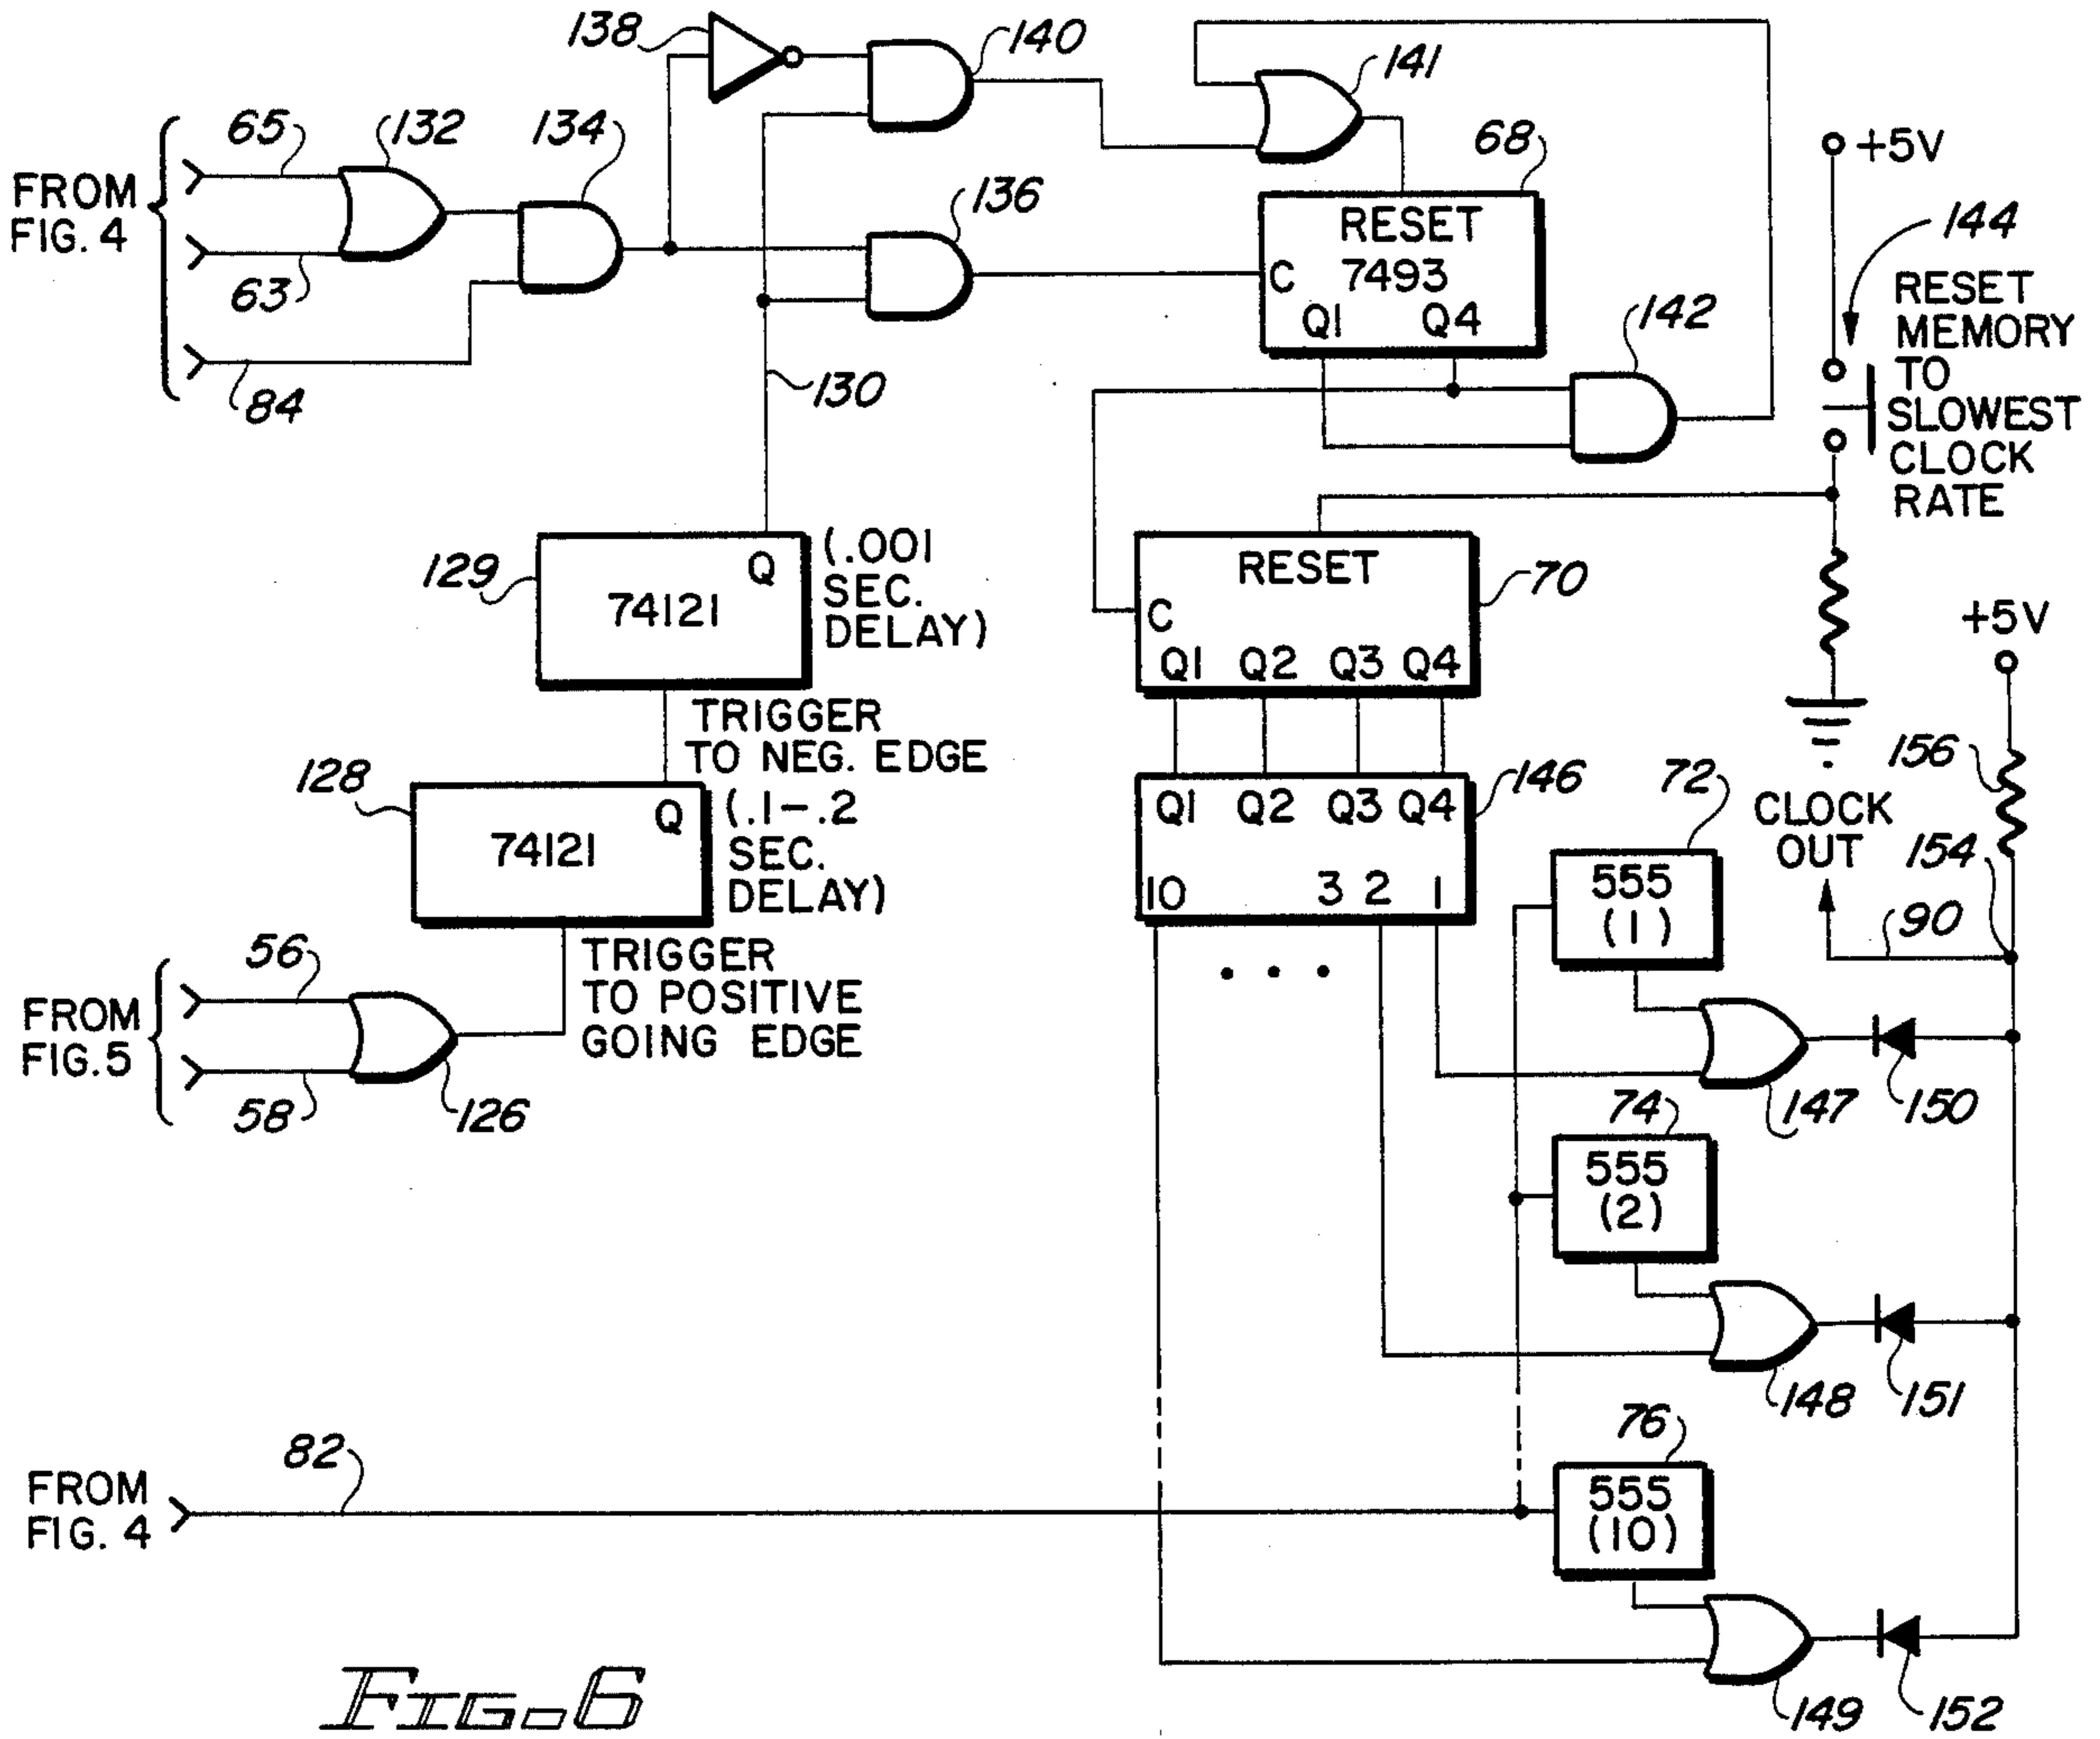 138
140
141
65
132
134
68
+5V
FROM
FIG. 4
136
RESET
7493
C
Q1 Q4
144
RESET
MEMORY
TO
SLOWEST
CLOCK
RATE
63
142
84
130
129
Q
74121
(.001
SEC.
DELAY)
RESET
C
Q1 Q2 Q3 Q4
70
+5V
TRIGGER
TO NEG. EDGE
128
Q
74121
(.1-.2
SEC.
DELAY)
Q1 Q2 Q3 Q4
10 3 2 1
146
72
555
(1)
CLOCK
OUT
156
154
90
TRIGGER
TO POSITIVE
GOING EDGE
FROM
FIG. 5
56
58
126
147
150
74
555
(2)
148
151
76
555
(10)
FROM
FIG. 4
82
149
152
FIG. 6